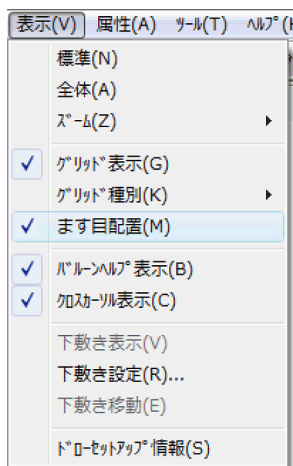 表示(V) 属性(A) ﾂｰﾙ(T) ﾍﾙﾌﾟ(
標準(N)
全体(A)
ｽﾞｰﾑ(Z)
ｸﾞﾘｯﾄﾞ表示(G)
ｸﾞﾘｯﾄﾞ種別(K)
ます目配置(M)
ﾊﾞﾙｰﾝﾍﾙﾌﾟ表示(B)
ｸﾛｽｶｰｿﾙ表示(C)
下敷き表示(V)
下敷き設定(R)...
下敷き移動(E)
ﾄﾞﾛｰｾｯﾄｱｯﾌﾟ情報(S)